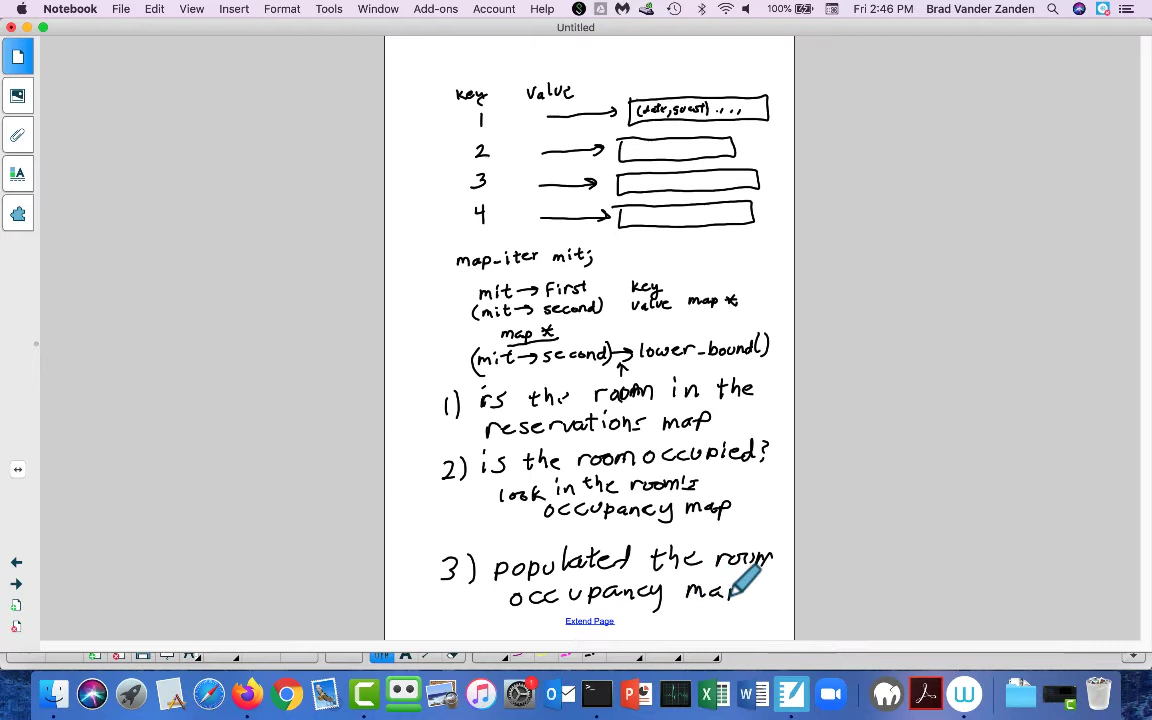 Notebook File Edit View Insert Format Tools Window Add-ons Account Help 100% Fri 2:46 PM Brad Vander Zanden
Untitled
key value
1 (date, guest) ...
2
3
4
map_iter mit;
mit → first key
(mit → second) value map *
map *
(mit → second) → lower_bound()
↑
1) is the room in the
reservations map
2) is the room occupied?
look in the room's
occupancy map
3) populated the room
occupancy map
Extend Page